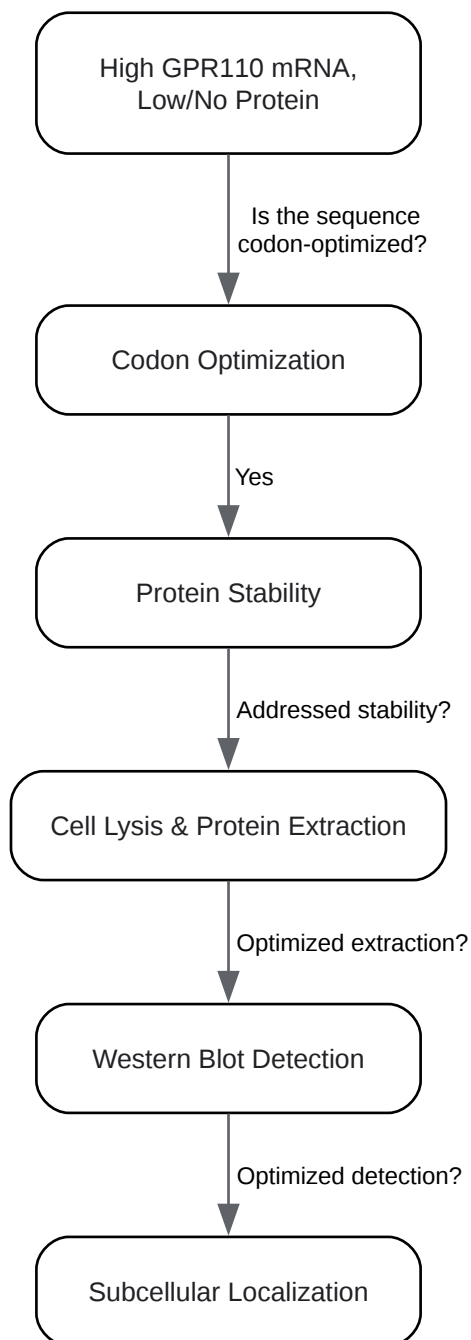 High GPR110 mRNA,
Low/No Protein
Is the sequence
codon-optimized?
Codon Optimization
Yes
Protein Stability
Addressed stability?
Cell Lysis & Protein Extraction
Optimized extraction?
Western Blot Detection
Optimized detection?
Subcellular Localization